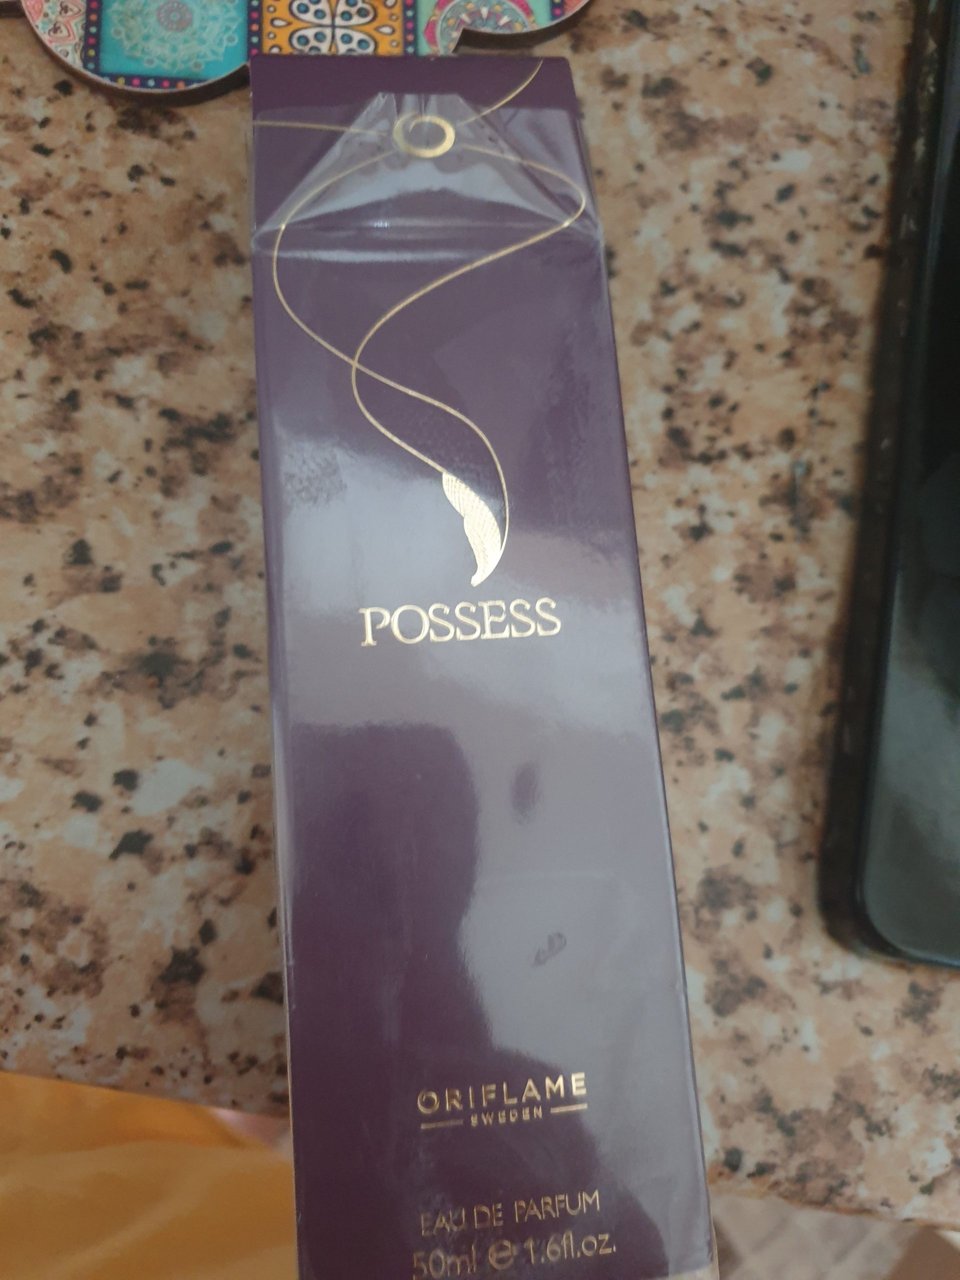 POSSESS
ORIFLAME
SWEDEN
EAU DE PARFUM
50ml e 1.6fl.oz.